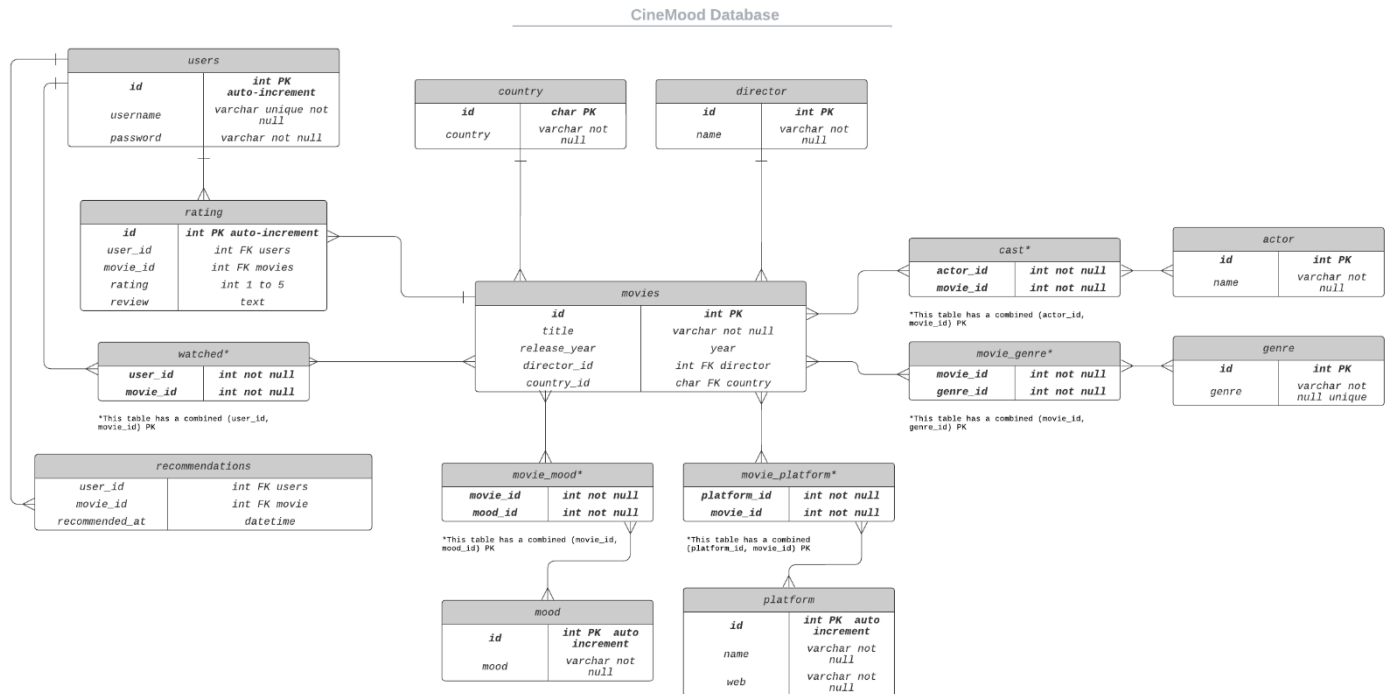 CineMood Database
users
id int PK
auto-increment
username varchar unique not
null
password varchar not null
country
id char PK
country varchar not
null
director
id int PK
name varchar not
null
rating
id int PK auto-increment
user_id int FK users
movie_id int FK movies
rating int 1 to 5
review text
movies
id int PK
title varchar not null
release_year year
director_id int FK director
country_id char FK country
cast*
actor_id int not null
movie_id int not null
*This table has a combined (actor_id,
movie_id) PK
actor
id int PK
name varchar not
null
watched*
user_id int not null
movie_id int not null
*This table has a combined (user_id,
movie_id) PK
movie_genre*
movie_id int not null
genre_id int not null
*This table has a combined (movie_id,
genre_id) PK
genre
id int PK
genre varchar not
null unique
recommendations
user_id int FK users
movie_id int FK movie
recommended_at datetime
movie_mood*
movie_id int not null
mood_id int not null
*This table has a combined (movie_id,
mood_id) PK
movie_platform*
platform_id int not null
movie_id int not null
*This table has a combined
(platform_id, movie_id) PK
mood
id int PK auto
increment
mood varchar not
null
platform
id int PK auto
increment
name varchar not
null
web varchar not
null